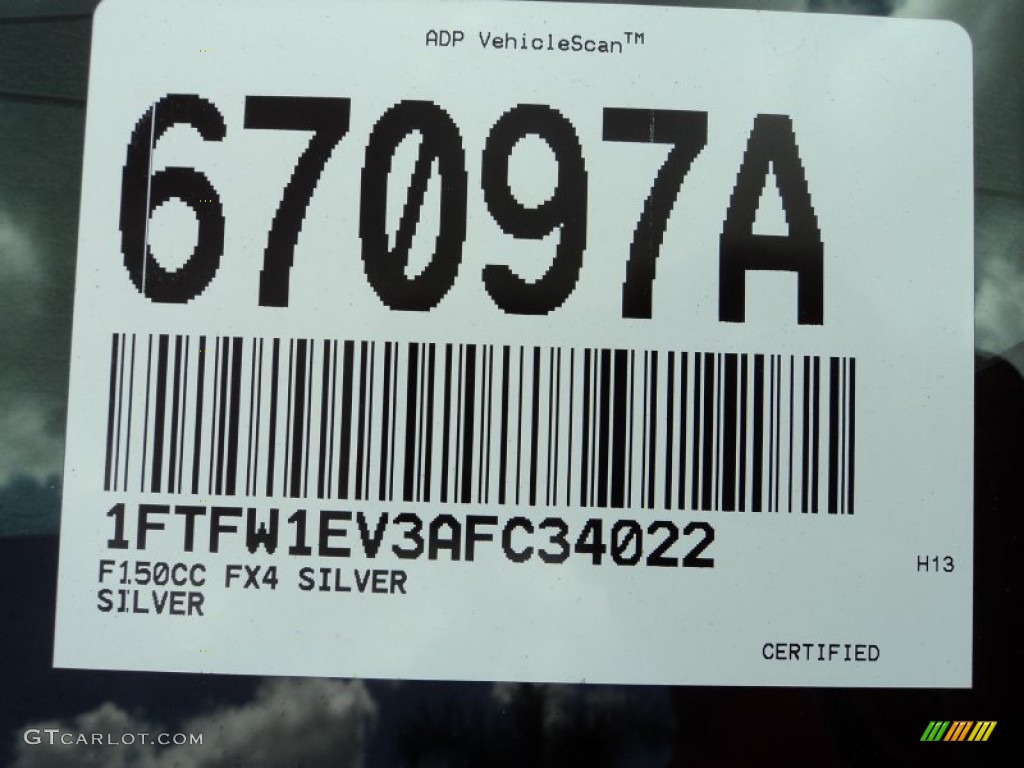 ADP VehicleScan™
67097A
1FTFW1EV3AFC34022
F150CC FX4 SILVER
H13
SILVER
CERTIFIED
GTCARLOT.COM